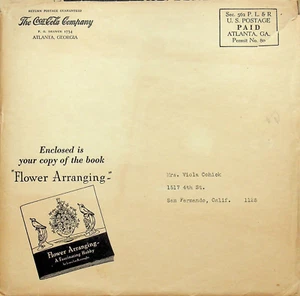 RETURN POSTAGE GUARANTEED
The Coca-Cola Company
P. O. DRAWER 1734
ATLANTA, GEORGIA
Sec. 562 P. L. & R
U. S. POSTAGE
PAID
ATLANTA, GA.
Permit No. 60
Enclosed is
your copy of the book
"Flower Arranging"
Mrs. Viola Cohick
1517 4th St.
San Fernando, Calif. 1128
Flower Arranging
A Fascinating Hobby